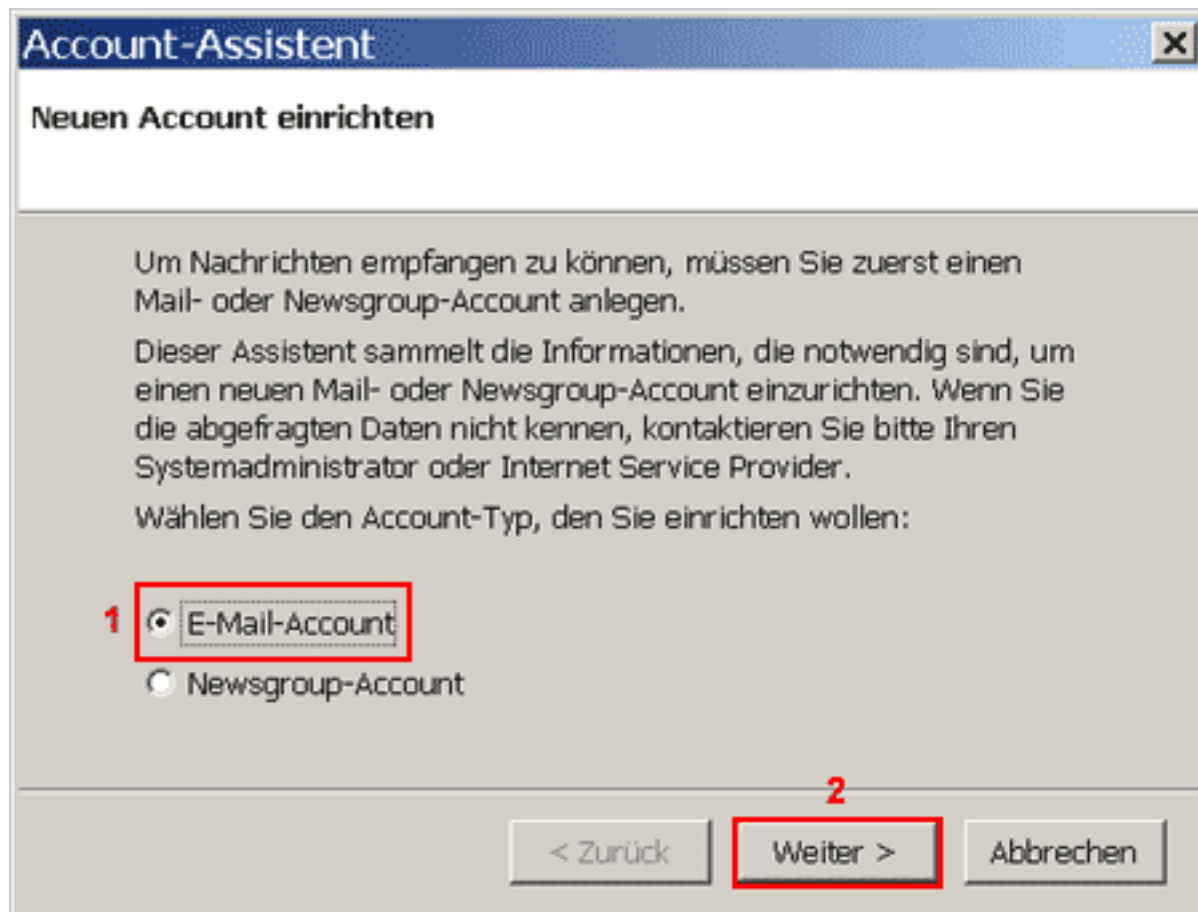 Account-Assistent
Neuen Account einrichten
Um Nachrichten empfangen zu können, müssen Sie zuerst einen
Mail- oder Newsgroup-Account anlegen.
Dieser Assistent sammelt die Informationen, die notwendig sind, um
einen neuen Mail- oder Newsgroup-Account einzurichten. Wenn Sie
die abgefragten Daten nicht kennen, kontaktieren Sie bitte Ihren
Systemadministrator oder Internet Service Provider.
Wählen Sie den Account-Typ, den Sie einrichten wollen:
1 E-Mail-Account
Newsgroup-Account
2
< Zurück Weiter > Abbrechen